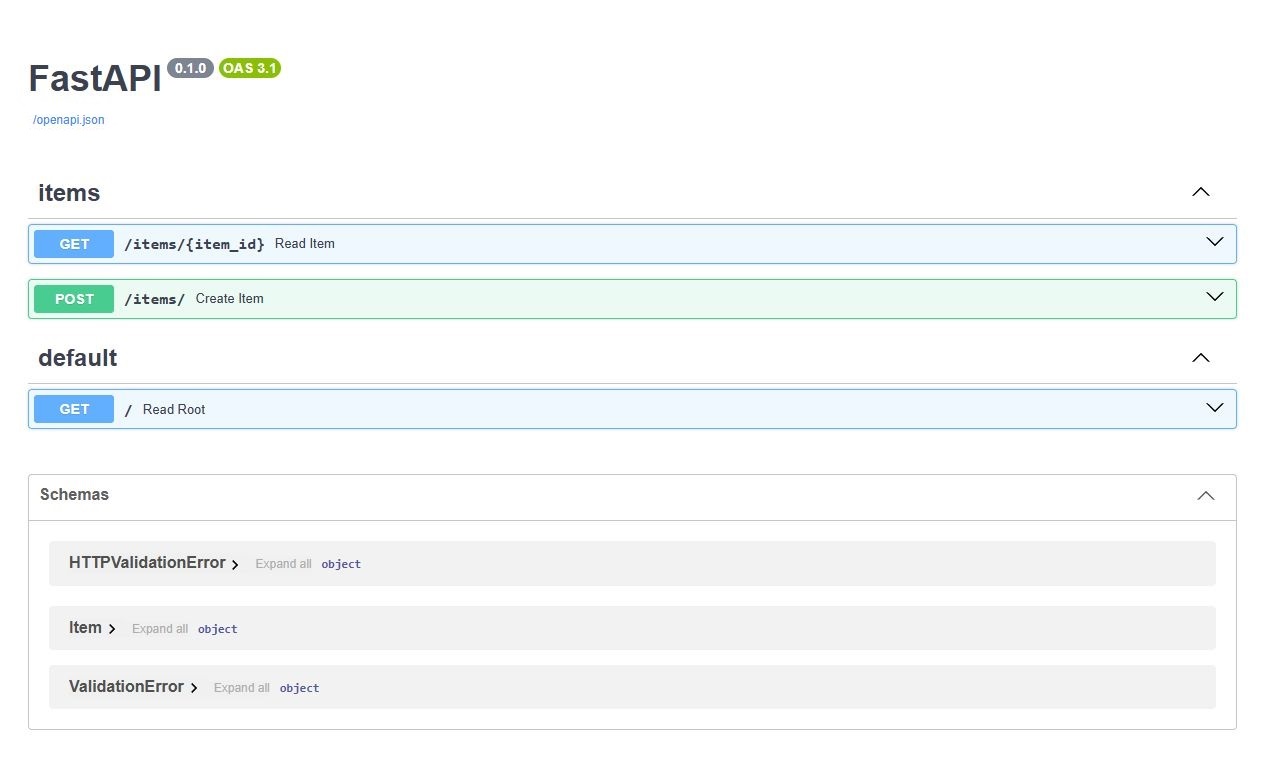 FastAPI 0.1.0 OAS 3.1
/openapi.json
items
GET /items/{item_id} Read Item
POST /items/ Create Item
default
GET / Read Root
Schemas
HTTPValidationError Expand all object
Item Expand all object
ValidationError Expand all object